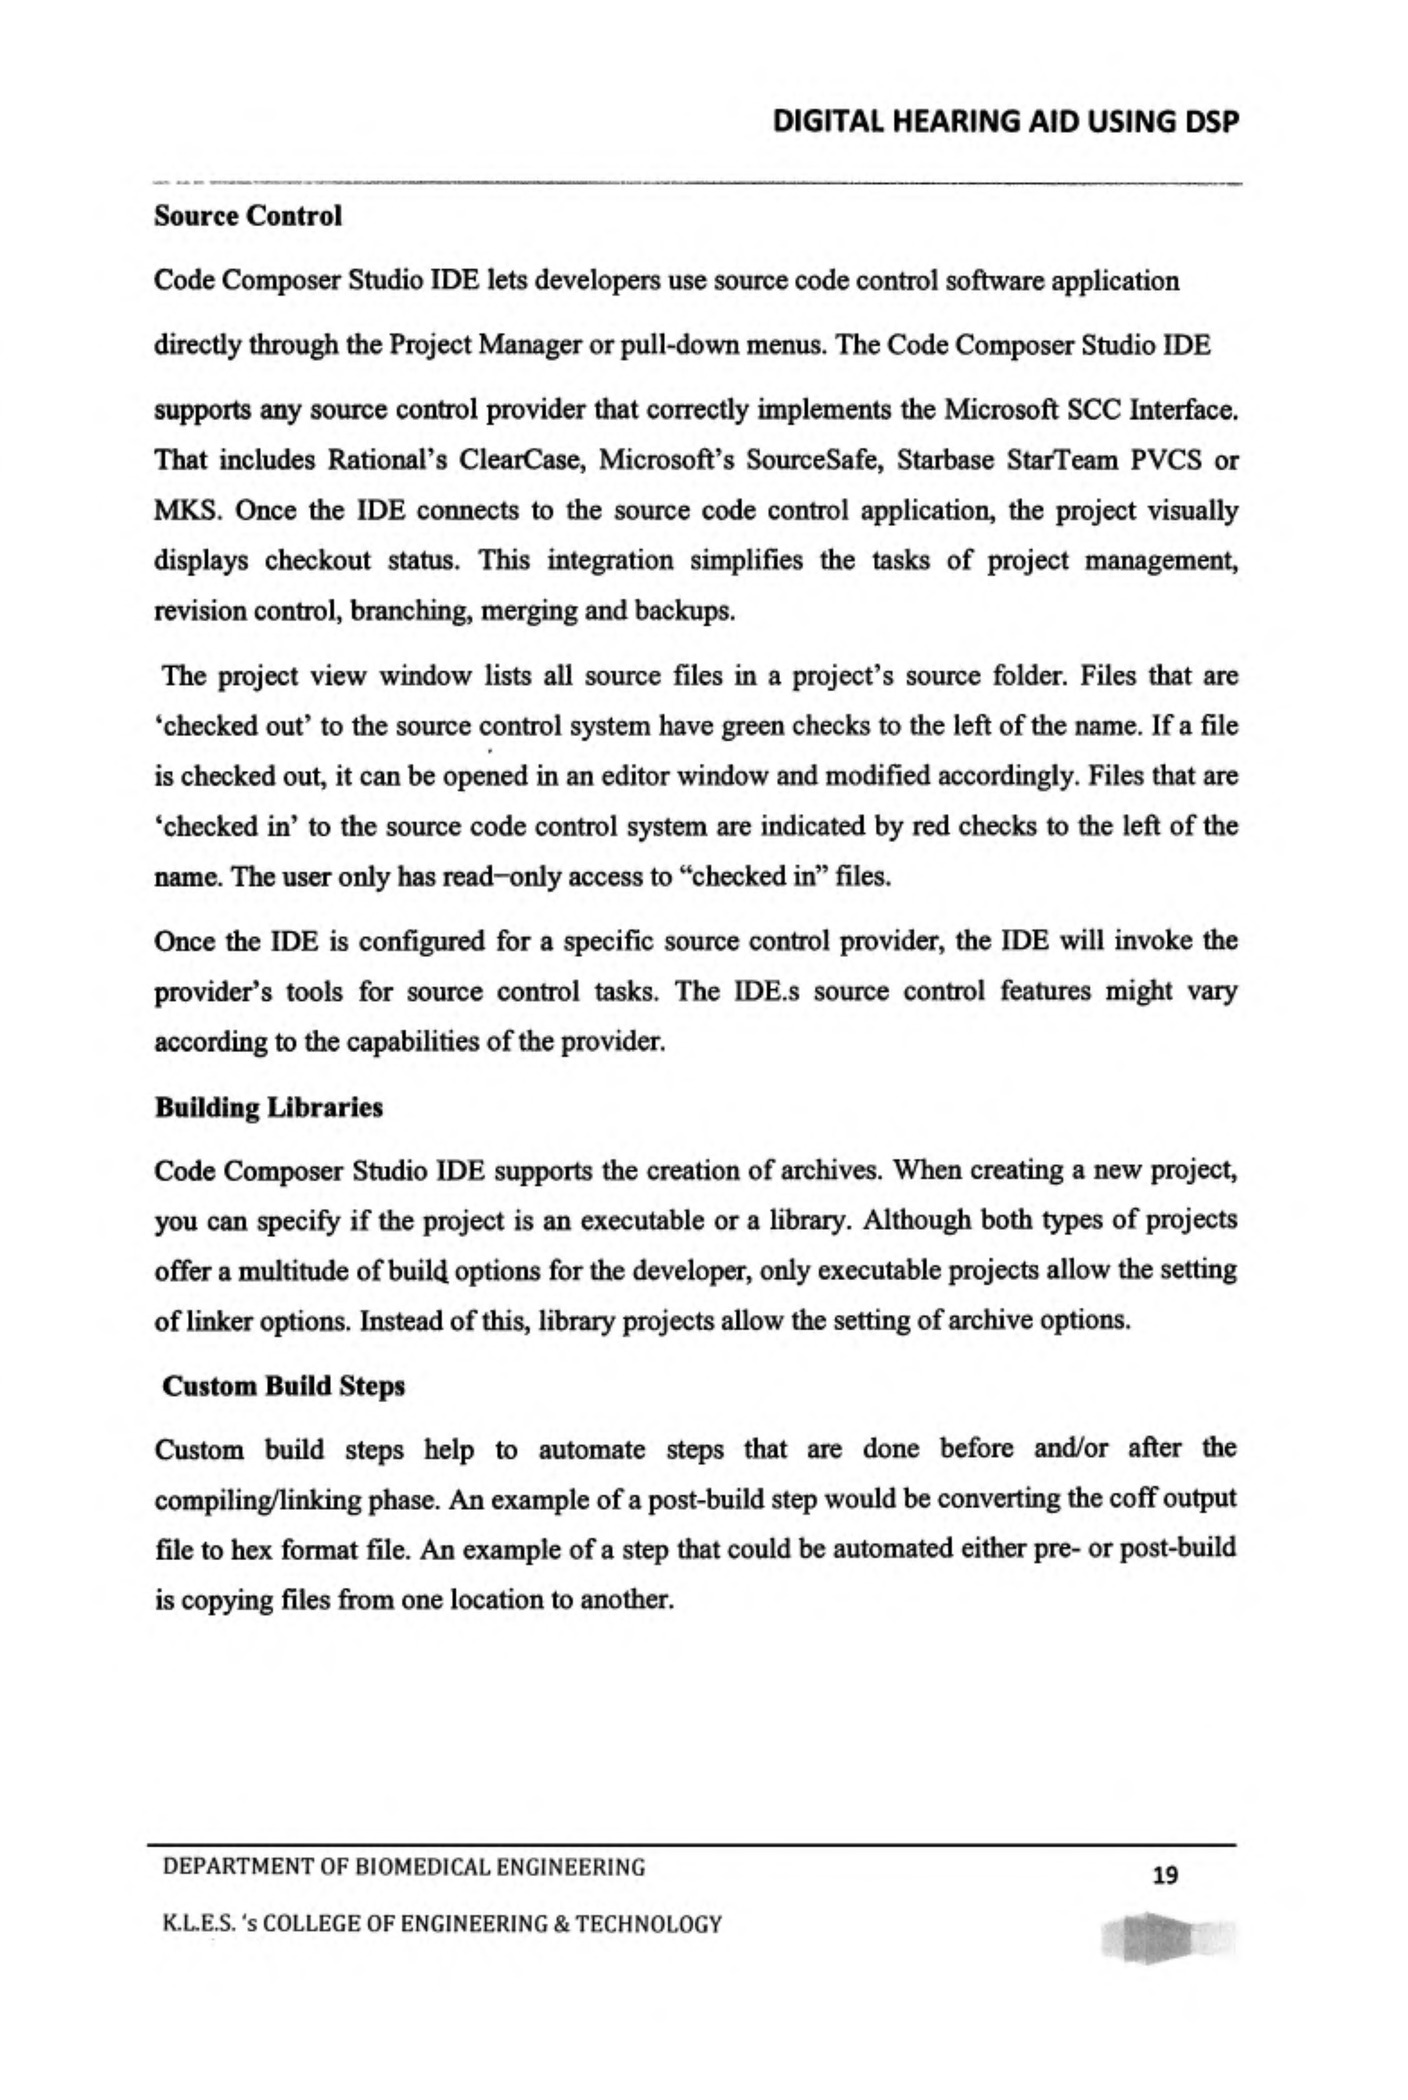 DIGITAL HEARING AID USING DSP
Source Control
Code Composer Studio IDE lets developers use source code control software application
directly through the Project Manager or pull-down menus. The Code Composer Studio IDE
supports any source control provider that correctly implements the Microsoft SCC Interface.
That includes Rational’s ClearCase, Microsoft’s SourceSafe, Starbase StarTeam PVCS or
MKS. Once the IDE connects to the source code control application, the project visually
displays checkout status. This integration simplifies the tasks of project management,
revision control, branching, merging and backups.
The project view window lists all source files in a project’s source folder. Files that are
‘checked out’ to the source control system have green checks to the left of the name. If a file
is checked out, it can be opened in an editor window and modified accordingly. Files that are
‘checked in’ to the source code control system are indicated by red checks to the left of the
name. The user only has read−only access to “checked in” files.
Once the IDE is configured for a specific source control provider, the IDE will invoke the
provider’s tools for source control tasks. The IDE.s source control features might vary
according to the capabilities of the provider.
Building Libraries
Code Composer Studio IDE supports the creation of archives. When creating a new project,
you can specify if the project is an executable or a library. Although both types of projects
offer a multitude of build options for the developer, only executable projects allow the setting
of linker options. Instead of this, library projects allow the setting of archive options.
Custom Build Steps
Custom build steps help to automate steps that are done before and/or after the
compiling/linking phase. An example of a post-build step would be converting the coff output
file to hex format file. An example of a step that could be automated either pre- or post-build
is copying files from one location to another.
DEPARTMENT OF BIOMEDICAL ENGINEERING
19
K.L.E.S. ‘s COLLEGE OF ENGINEERING & TECHNOLOGY